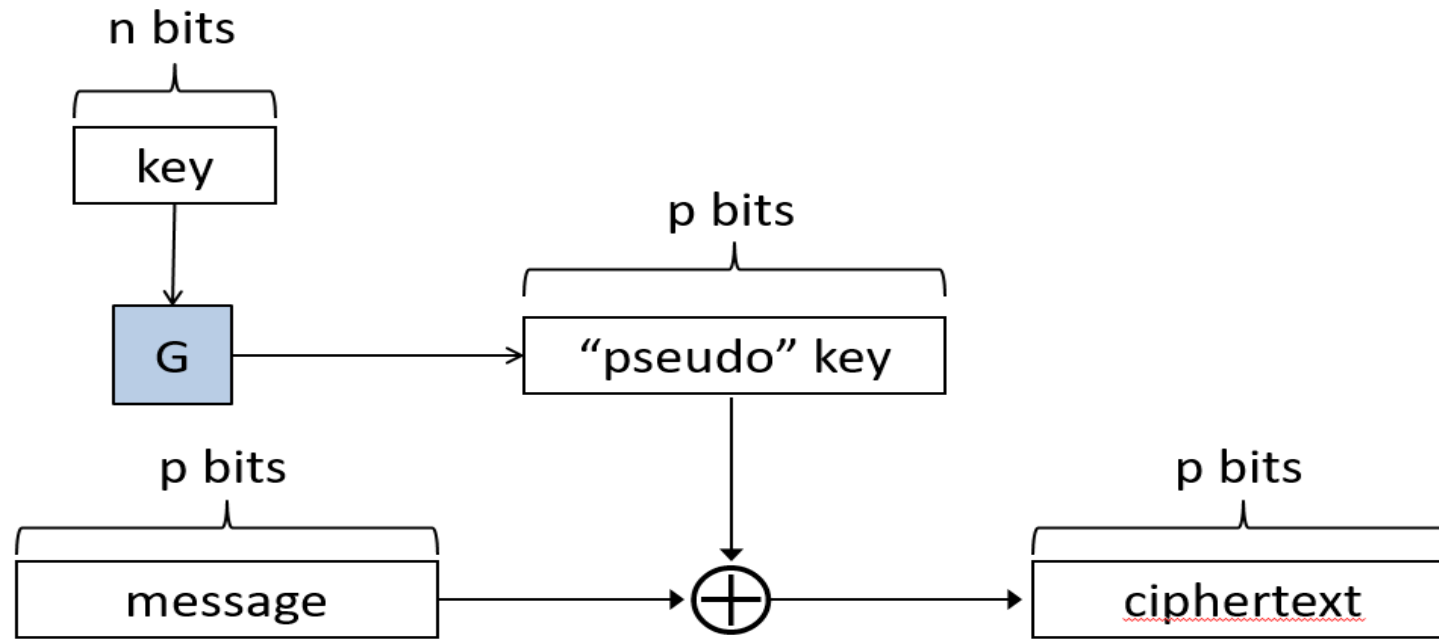 n bits
key
p bits
G
“pseudo” key
p bits
p bits
message
ciphertext